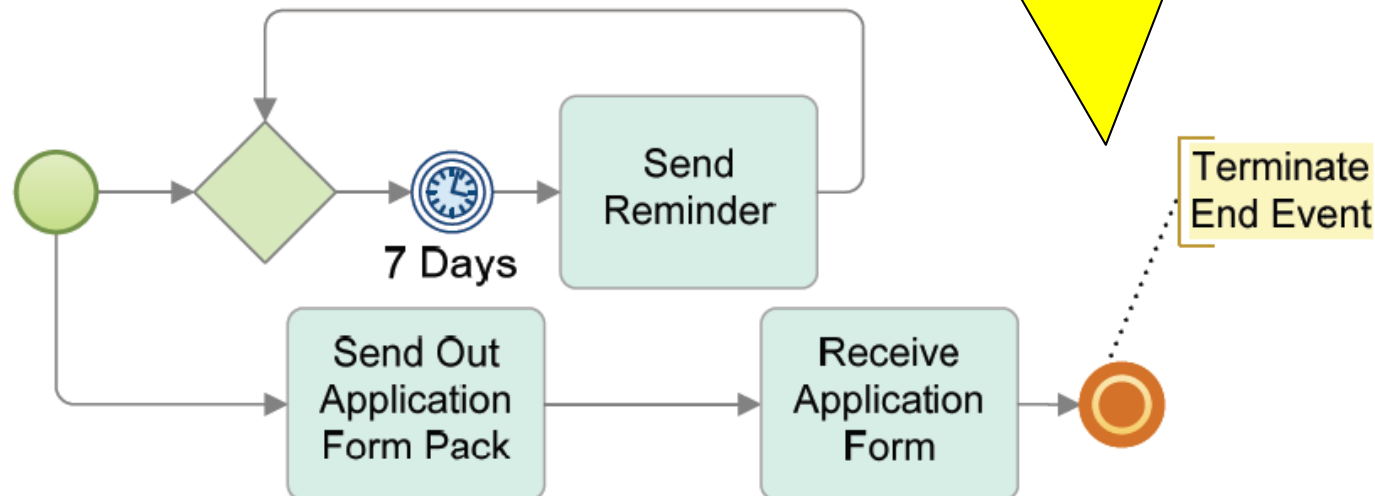 Send
Reminder
Terminate
End Event
7 Days
Send Out
Application
Form Pack
Receive
Application
Form